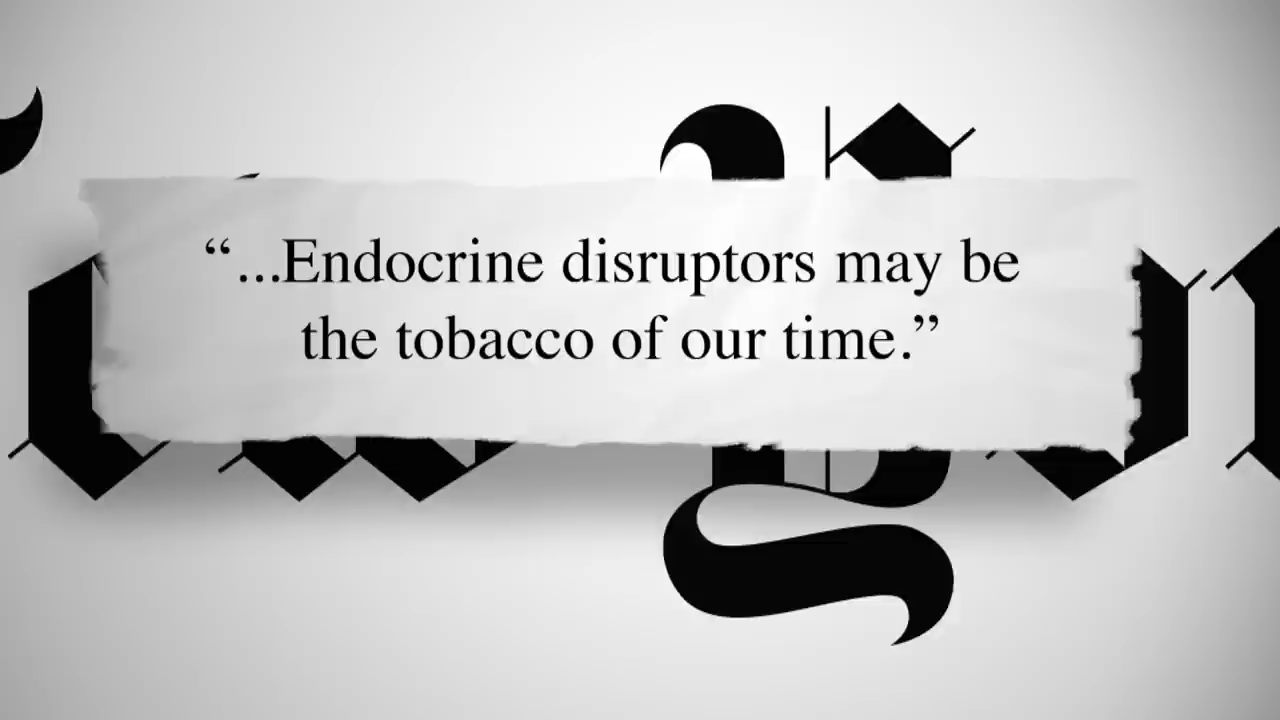 “...Endocrine disruptors may be
the tobacco of our time.”